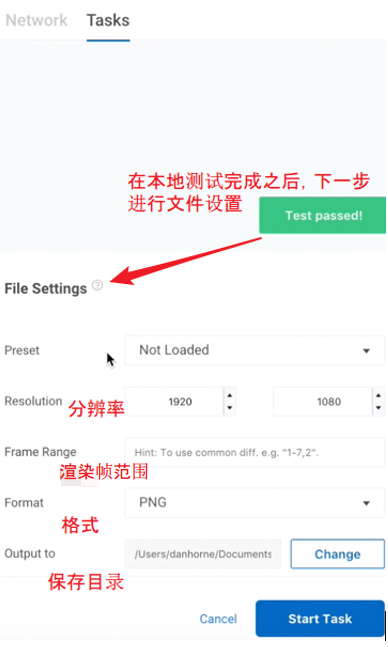 Network Tasks
在本地测试完成之后, 下一步
进行文件设置
Test passed!
File Settings ?
Preset Not Loaded
Resolution 1920 1080
分辨率
Frame Range Hint: To use common diff. e.g. "1-7,2".
渲染帧范围
Format PNG
格式
Output to /Users/danhorne/Documents Change
保存目录
Cancel Start Task